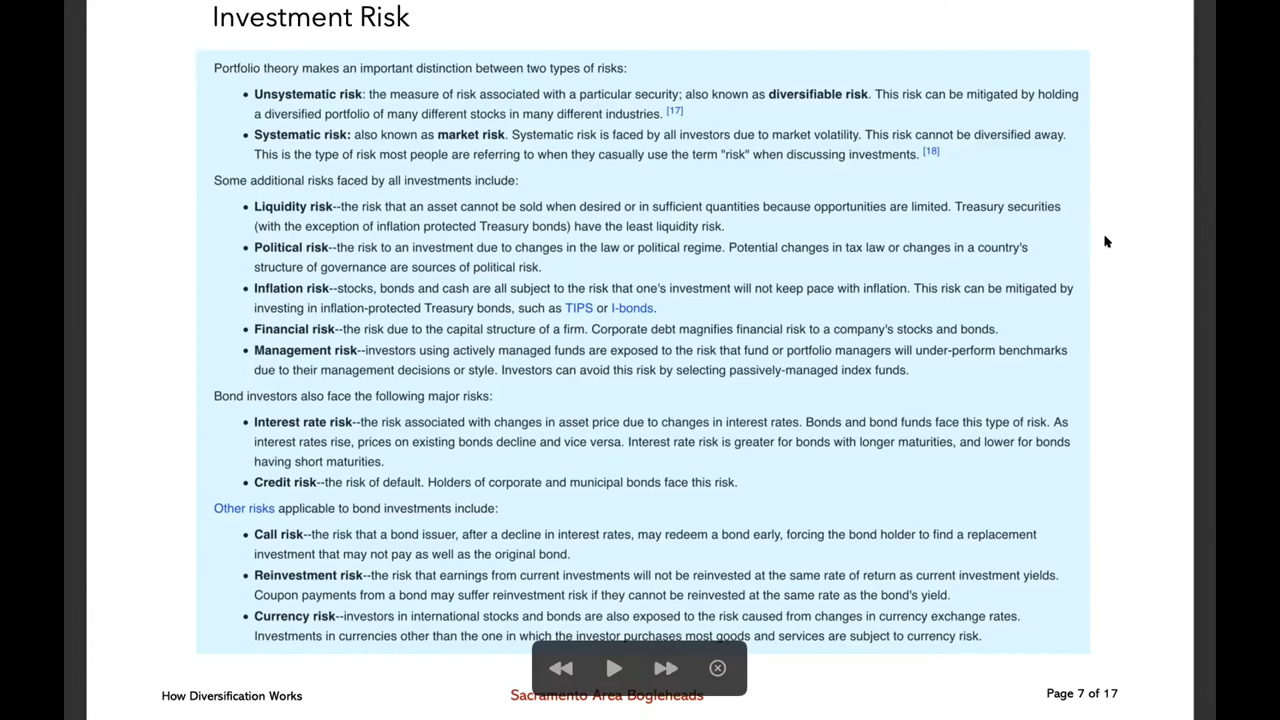 Investment Risk
Portfolio theory makes an important distinction between two types of risks:
• Unsystematic risk: the measure of risk associated with a particular security; also known as diversifiable risk. This risk can be mitigated by holding
a diversified portfolio of many different stocks in many different industries. [17]
• Systematic risk: also known as market risk. Systematic risk is faced by all investors due to market volatility. This risk cannot be diversified away.
This is the type of risk most people are referring to when they casually use the term "risk" when discussing investments. [18]
Some additional risks faced by all investments include:
• Liquidity risk--the risk that an asset cannot be sold when desired or in sufficient quantities because opportunities are limited. Treasury securities
(with the exception of inflation protected Treasury bonds) have the least liquidity risk.
• Political risk--the risk to an investment due to changes in the law or political regime. Potential changes in tax law or changes in a country's
structure of governance are sources of political risk.
• Inflation risk--stocks, bonds and cash are all subject to the risk that one's investment will not keep pace with inflation. This risk can be mitigated by
investing in inflation-protected Treasury bonds, such as TIPS or I-bonds.
• Financial risk--the risk due to the capital structure of a firm. Corporate debt magnifies financial risk to a company's stocks and bonds.
• Management risk--investors using actively managed funds are exposed to the risk that fund or portfolio managers will under-perform benchmarks
due to their management decisions or style. Investors can avoid this risk by selecting passively-managed index funds.
Bond investors also face the following major risks:
• Interest rate risk--the risk associated with changes in asset price due to changes in interest rates. Bonds and bond funds face this type of risk. As
interest rates rise, prices on existing bonds decline and vice versa. Interest rate risk is greater for bonds with longer maturities, and lower for bonds
having short maturities.
• Credit risk--the risk of default. Holders of corporate and municipal bonds face this risk.
Other risks applicable to bond investments include:
• Call risk--the risk that a bond issuer, after a decline in interest rates, may redeem a bond early, forcing the bond holder to find a replacement
investment that may not pay as well as the original bond.
• Reinvestment risk--the risk that earnings from current investments will not be reinvested at the same rate of return as current investment yields.
Coupon payments from a bond may suffer reinvestment risk if they cannot be reinvested at the same rate as the bond's yield.
• Currency risk--investors in international stocks and bonds are also exposed to the risk caused from changes in currency exchange rates.
Investments in currencies other than the one in which the investor purchases most goods and services are subject to currency risk.
How Diversification Works
Sacramento Area Bogleheads
Page 7 of 17